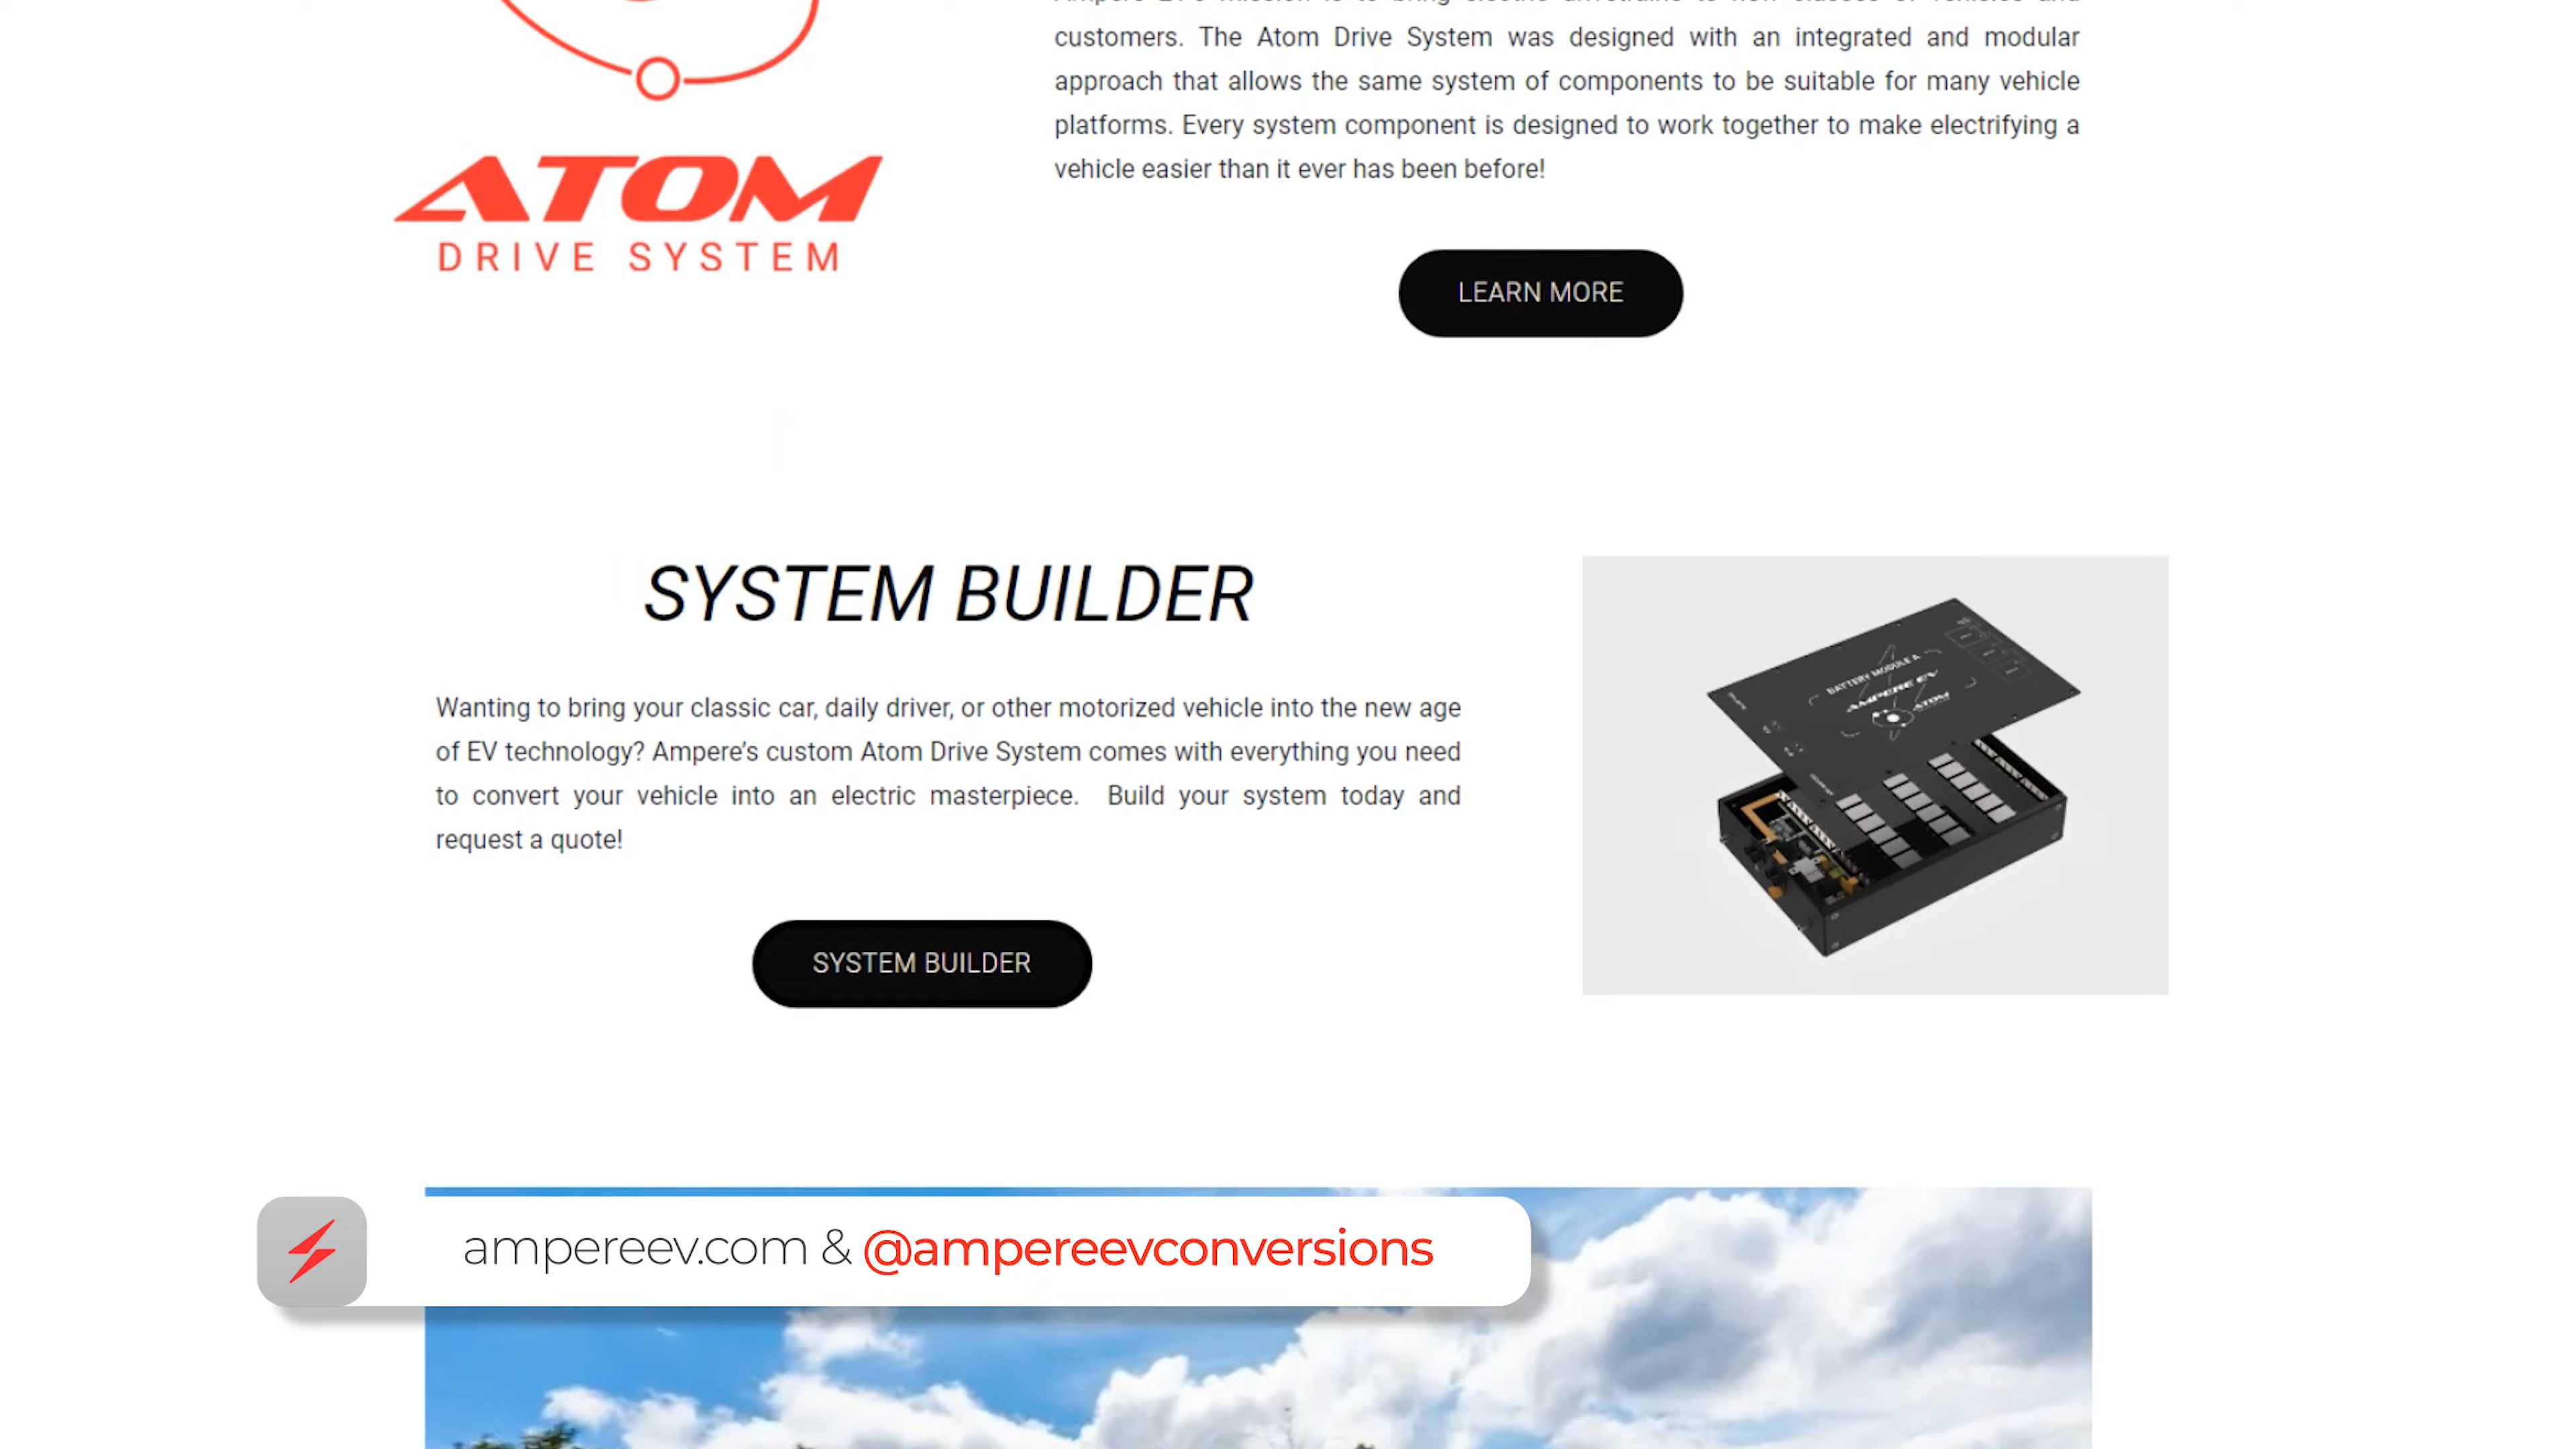 customers. The Atom Drive System was designed with an integrated and modular
approach that allows the same system of components to be suitable for many vehicle
platforms. Every system component is designed to work together to make electrifying a
vehicle easier than it ever has been before!
ATOM
DRIVE SYSTEM
LEARN MORE
SYSTEM BUILDER
Wanting to bring your classic car, daily driver, or other motorized vehicle into the new age
of EV technology? Ampere’s custom Atom Drive System comes with everything you need
to convert your vehicle into an electric masterpiece. Build your system today and
request a quote!
SYSTEM BUILDER
BATTERY MODULE A
AMPERE EV
ATOM
ampereev.com & @ampereevconversions